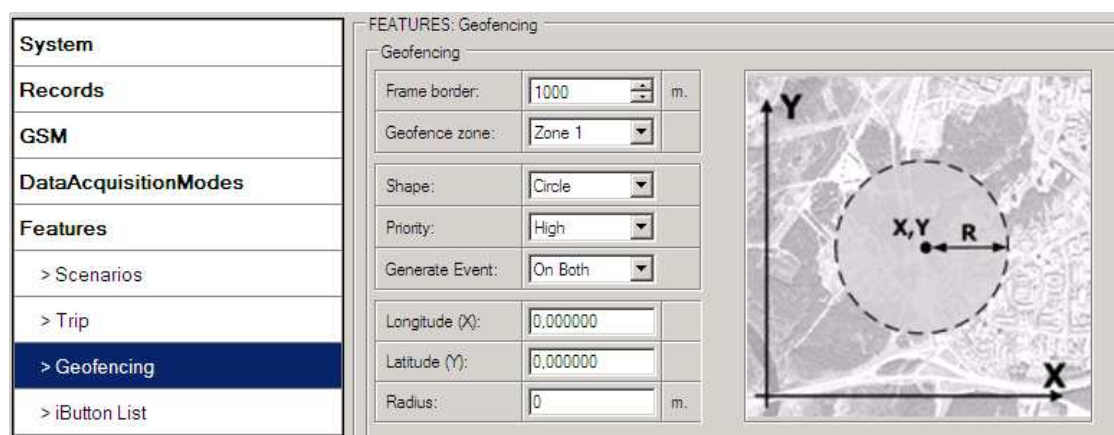 System
Records
GSM
DataAcquisitionModes
Features
> Scenarios
> Trip
> Geofencing
> iButton List
FEATURES: Geofencing
Geofencing
Frame border: 1000 m.
Geofence zone: Zone 1
Shape: Circle
Priority: High
Generate Event: On Both
Longitude (X): 0,000000
Latitude (Y): 0,000000
Radius: 0 m.
Y
X,Y R
X